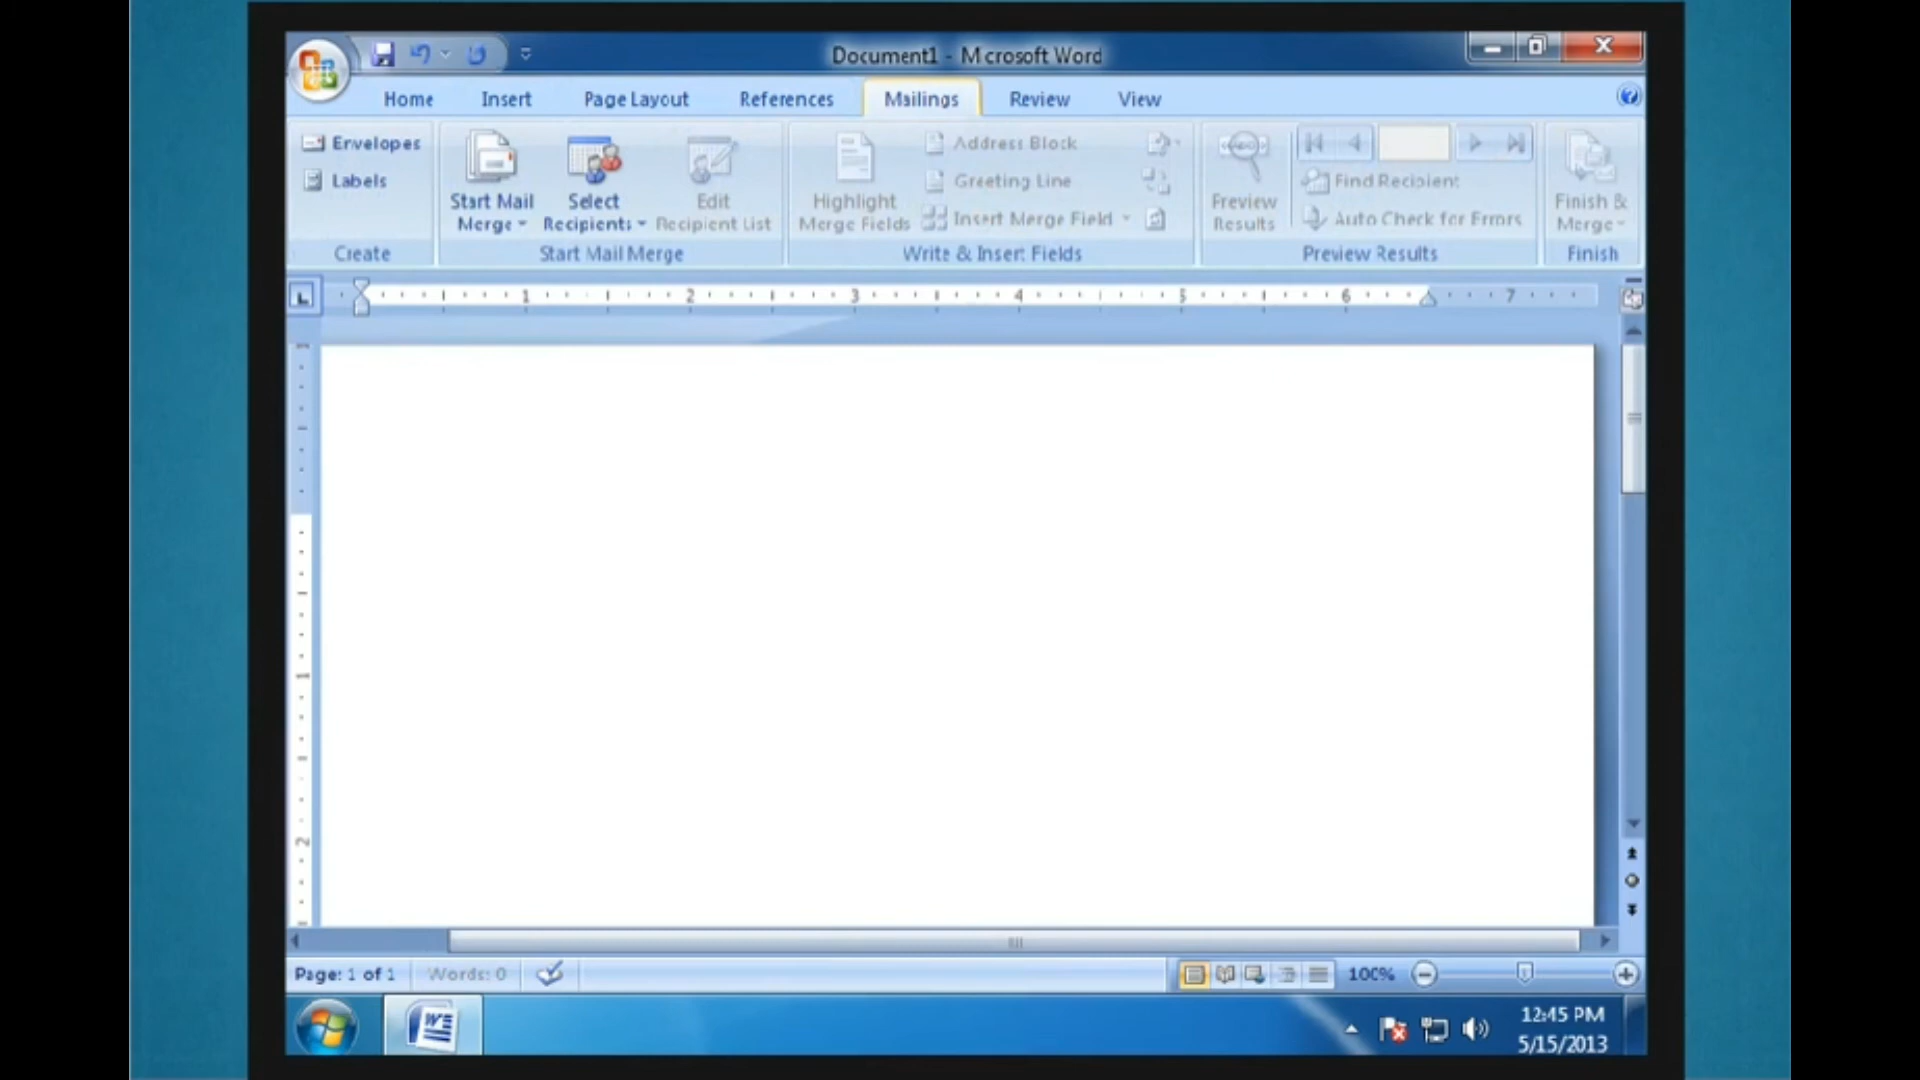 Document1 - Microsoft Word
Home Insert Page Layout References Mailings Review View
Envelopes
Labels
Create
Start Mail
Merge
Select
Recipients
Edit
Recipient List
Start Mail Merge
Highlight
Merge Fields
Address Block
Greeting Line
Insert Merge Field
Write & Insert Fields
Preview
Results
Find Recipient
Auto Check for Errors
Preview Results
Finish &
Merge
Finish
1 2 3 4 5 6 7
1
2
Page: 1 of 1 Words: 0 100%
12:45 PM
5/15/2013